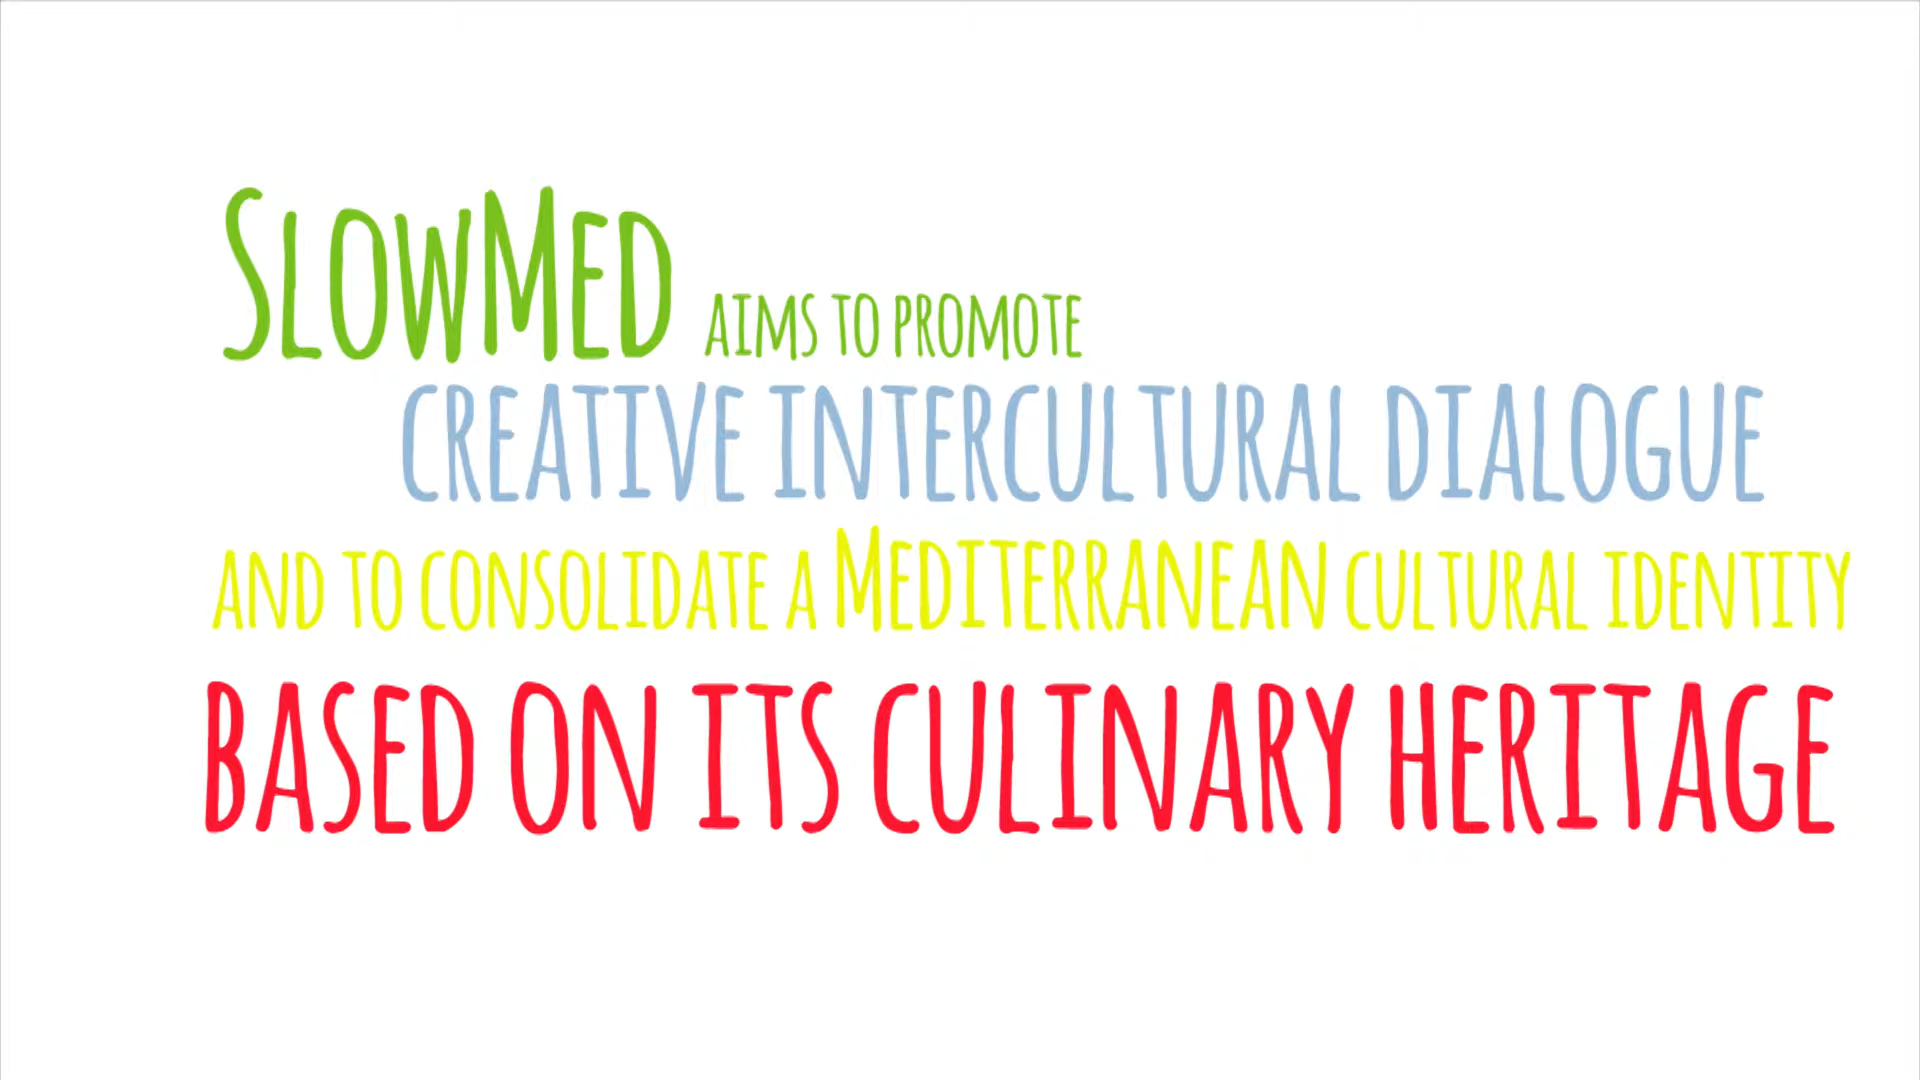 SlowMed aims to promote
creative intercultural dialogue
and to consolidate a Mediterranean cultural identity
based on its culinary heritage